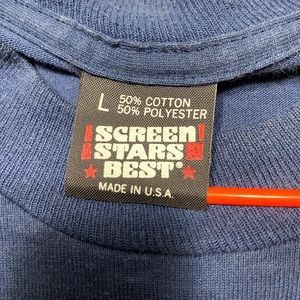 L 50% COTTON
50% POLYESTER
SCREEN
STARS
BEST®
MADE IN U.S.A.